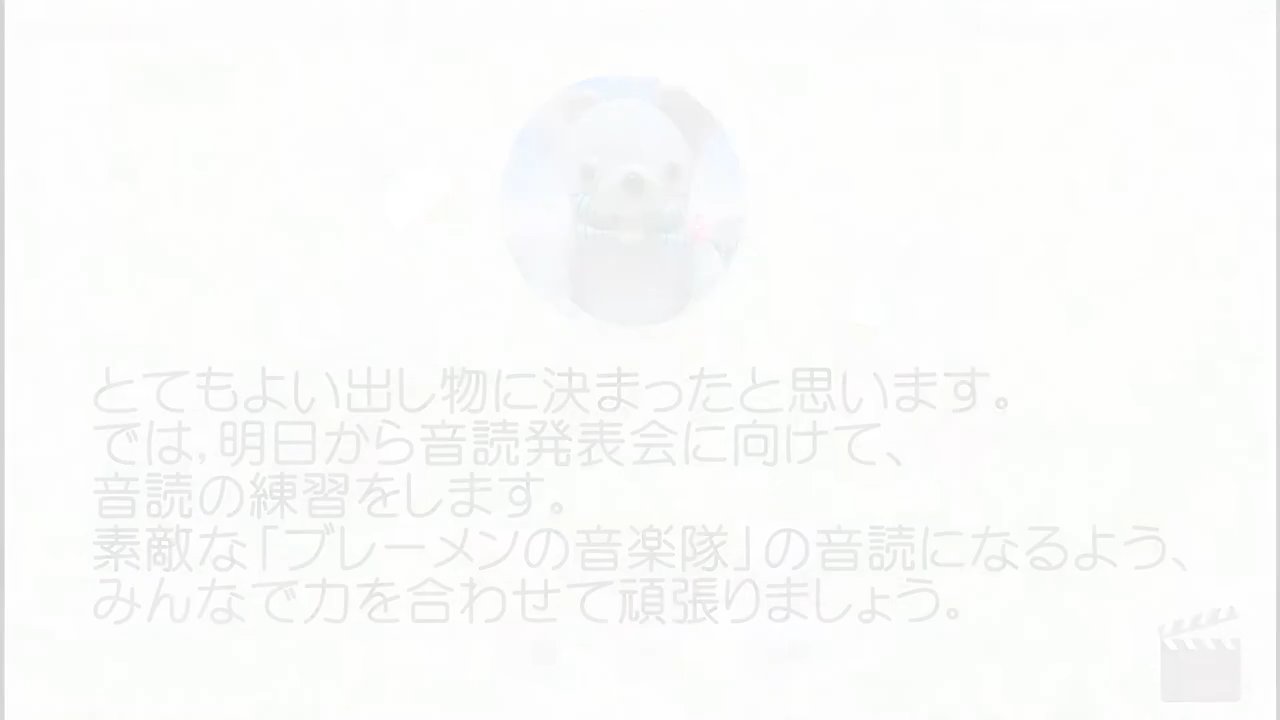 とてもよい出し物に決まったと思います。
では,明日から音読発表会に向けて、
音読の練習をします。
素敵な「ブレーメンの音楽隊」の音読になるよう、
みんなで力を合わせて頑張りましょう。